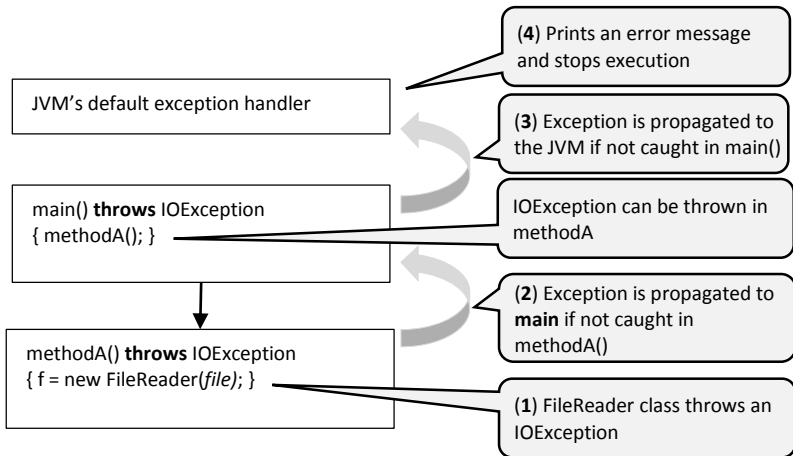 (4) Prints an error message
and stops execution
JVM’s default exception handler
(3) Exception is propagated to
the JVM if not caught in main()
main() throws IOException
{ methodA(); }
IOException can be thrown in
methodA
(2) Exception is propagated to
main if not caught in
methodA()
methodA() throws IOException
{ f = new FileReader(file); }
(1) FileReader class throws an
IOException